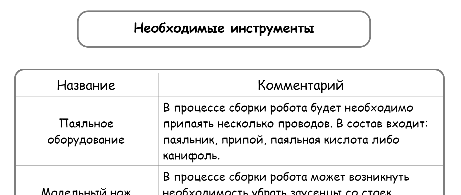 Необходимые инструменты
Название
Комментарий
Паяльное
оборудование
В процессе сборки робота будет необходимо
припаять несколько проводов. В состав входит:
паяльник, припой, паяльная кислота либо
канифоль.
Модельный нож
В процессе сборки робота может возникнуть
необходимость убрать заусенцы со стоек